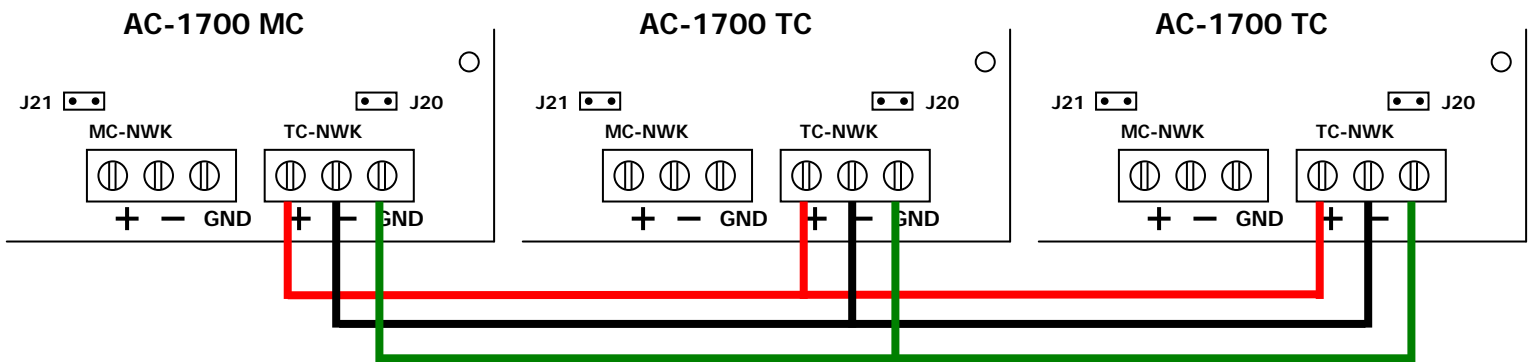 AC-1700 MC AC-1700 TC AC-1700 TC
J21 J20 J21 J20 J21 J20
MC-NWK TC-NWK MC-NWK TC-NWK MC-NWK TC-NWK
+ − GND + − GND + − GND + − GND + − GND + −